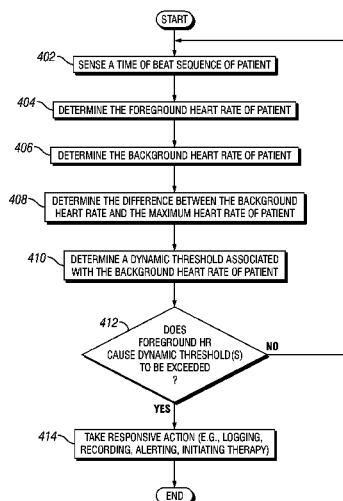 START
402
SENSE A TIME OF BEAT SEQUENCE OF PATIENT
404
DETERMINE THE FOREGROUND HEART RATE OF PATIENT
406
DETERMINE THE BACKGROUND HEART RATE OF PATIENT
408
DETERMINE THE DIFFERENCE BETWEEN THE BACKGROUND
HEART RATE AND THE MAXIMUM HEART RATE OF PATIENT
410
DETERMINE A DYNAMIC THRESHOLD ASSOCIATED
WITH THE BACKGROUND HEART RATE OF PATIENT
412
DOES
FOREGROUND HR
CAUSE DYNAMIC THRESHOLD(S)
TO BE EXCEEDED
?
NO
YES
414
TAKE RESPONSIVE ACTION (E.G., LOGGING,
RECORDING, ALERTING, INITIATING THERAPY)
END